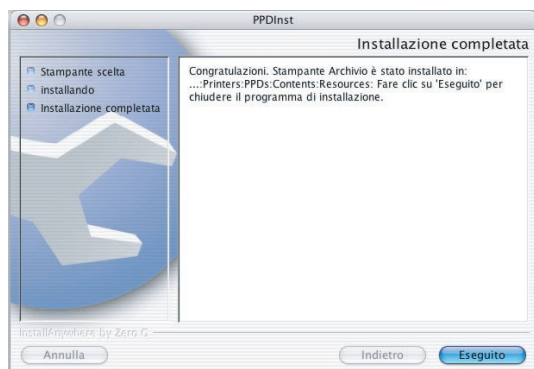 PPDInst
Installazione completata
Stampante scelta
installando
Installazione completata
Congratulazioni. Stampante Archivio è stato installato in:
...:Printers:PPDs:Contents:Resources: Fare clic su 'Eseguito' per
chiudere il programma di installazione.
InstallAnywhere by Zero G
Annulla
Indietro
Eseguito